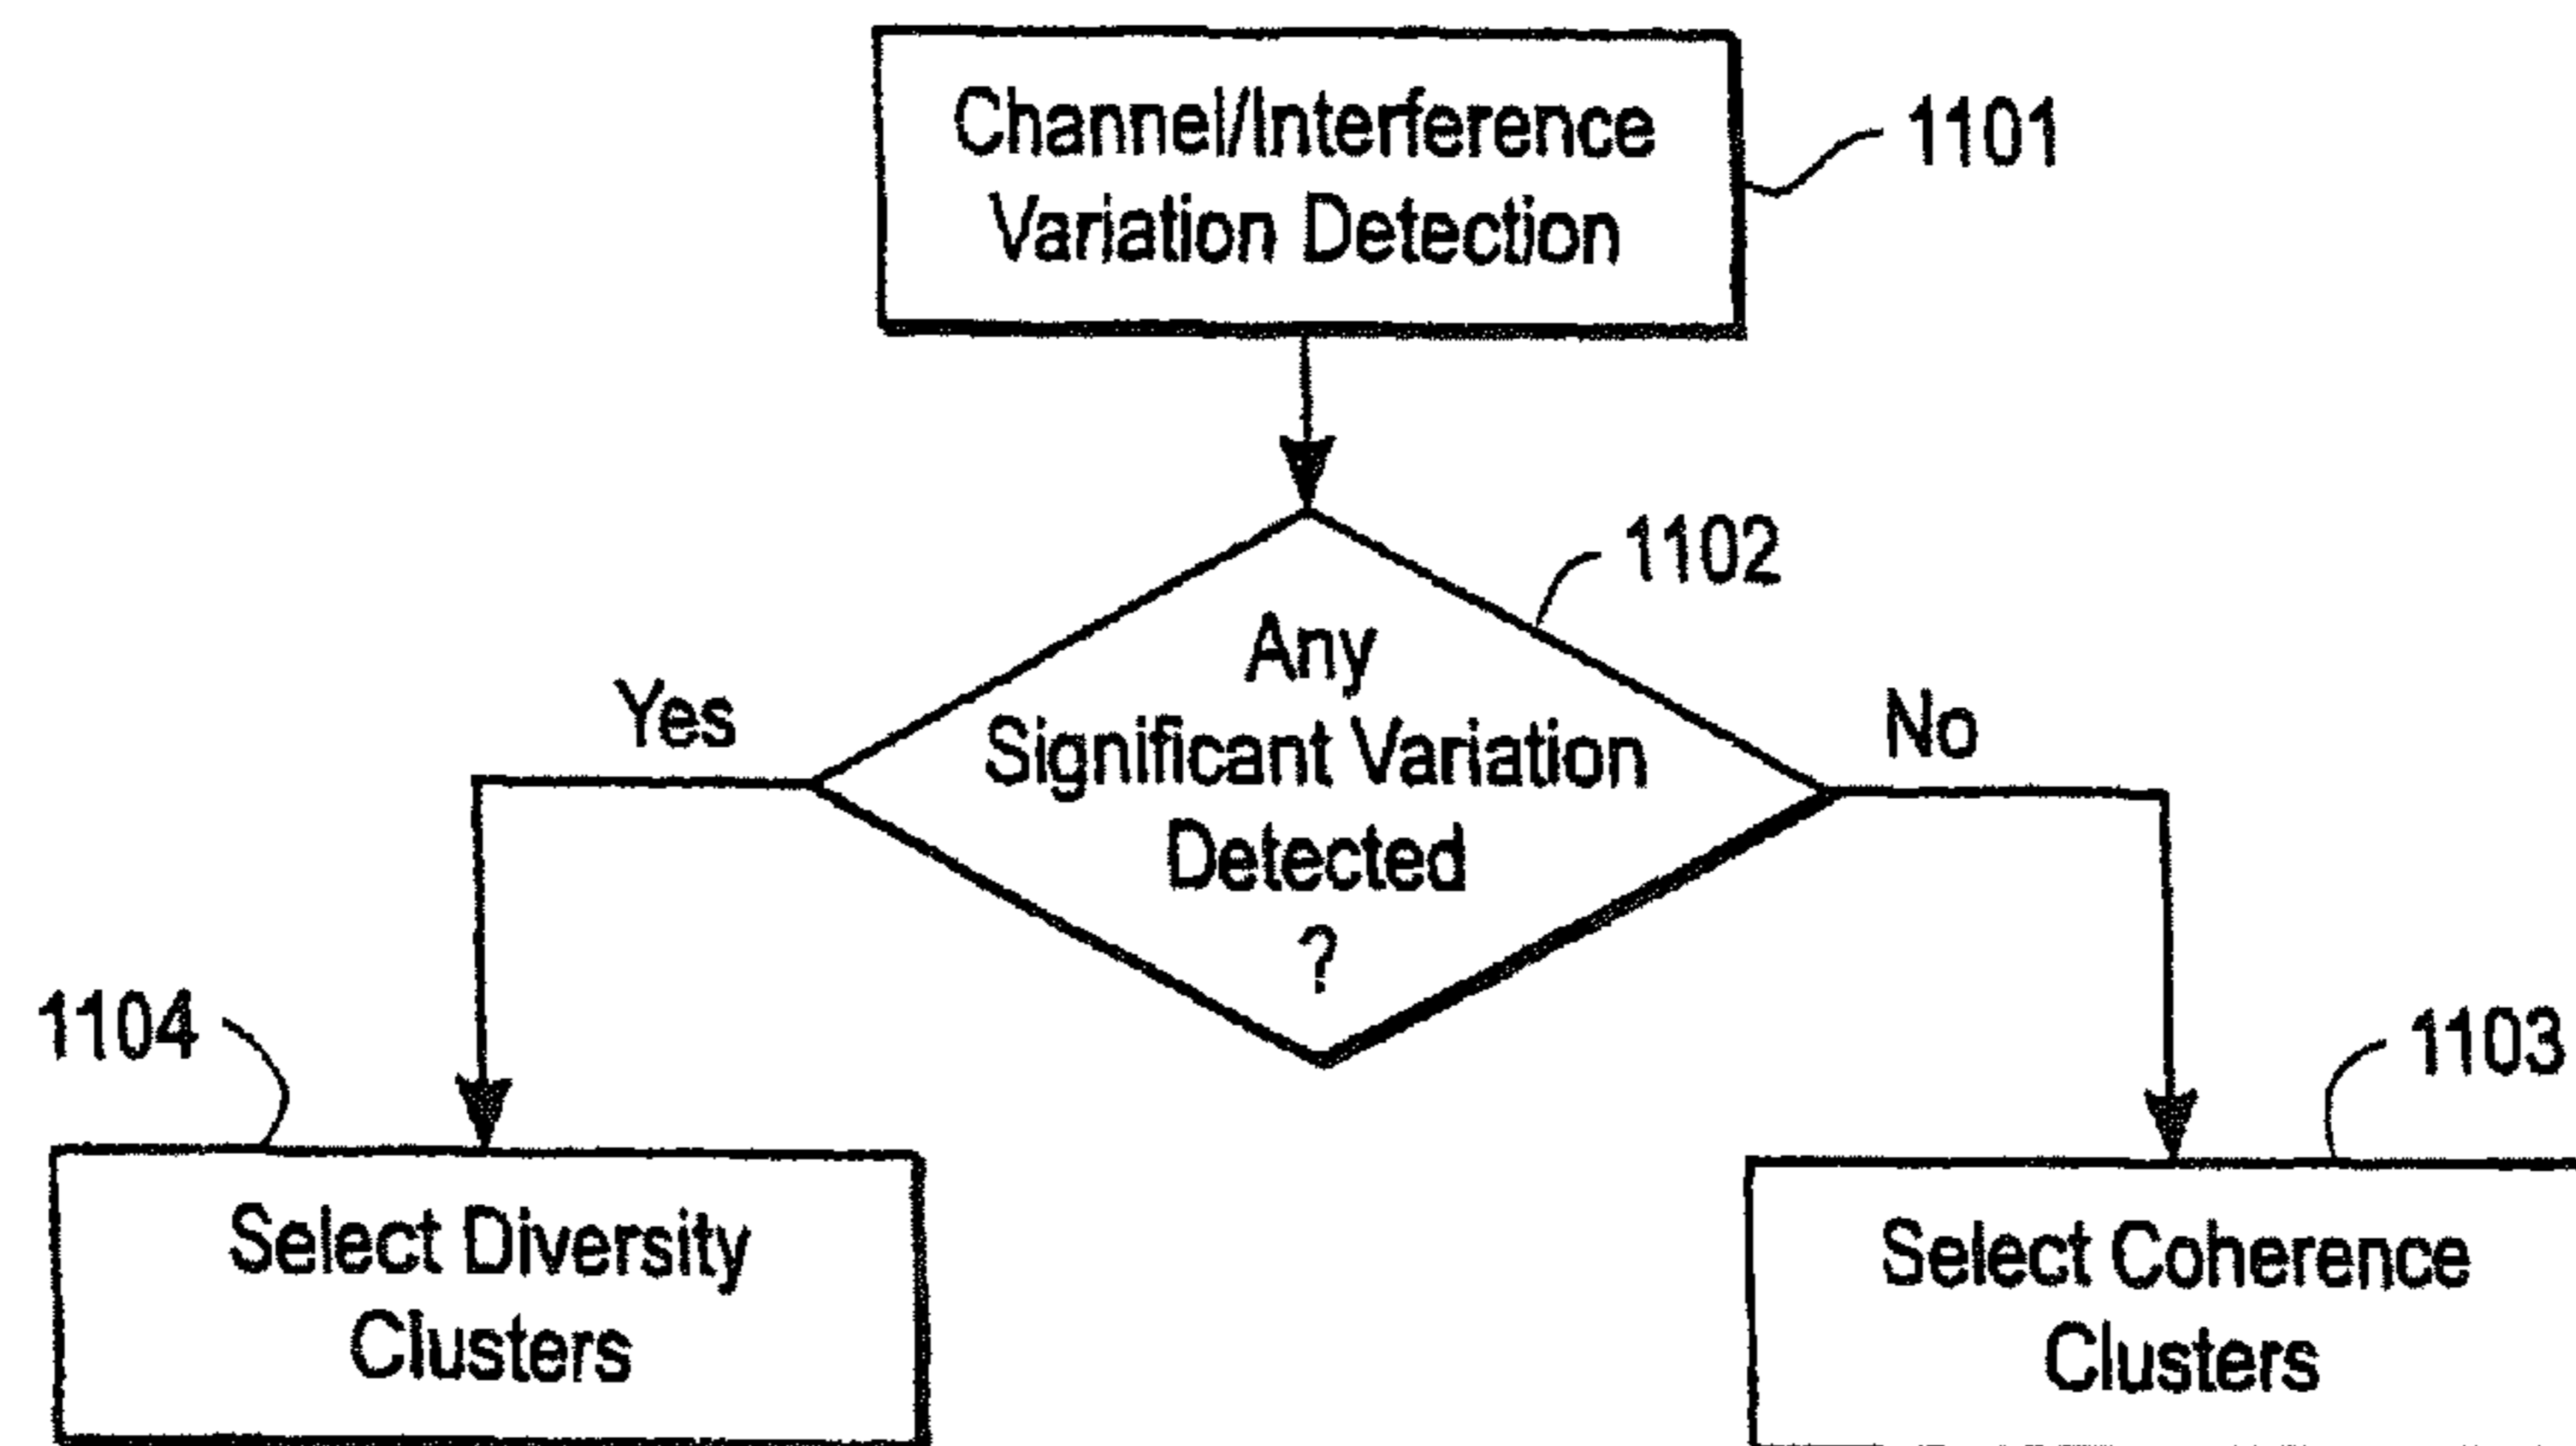 Channel/Interference
Variation Detection
1101
1102
Any
Significant Variation
Detected
?
Yes
No
1104
1103
Select Diversity
Clusters
Select Coherence
Clusters